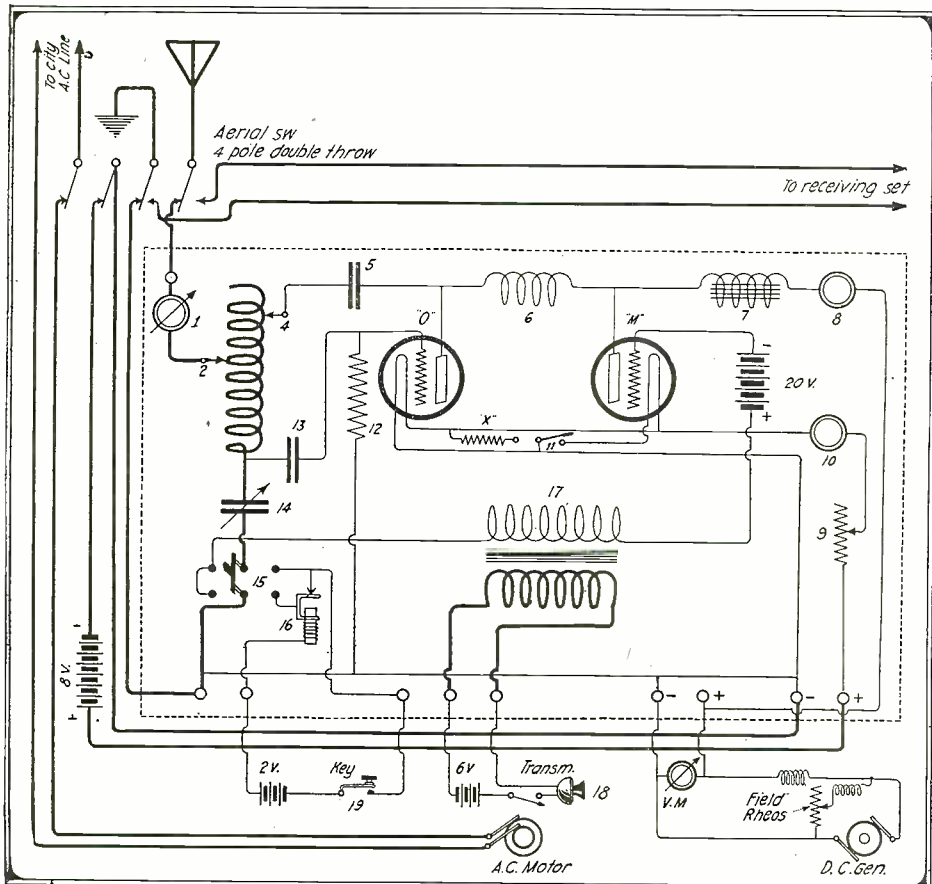 To city
A.C Line
Aerial sw
4 pole double throw
To receiving set
1
2
4
5
6
7
8
"O"
"M"
-
20 V.
+
"X"
11
12
13
10
14
17
9
15
16
-
8 V.
+
-
+
-
+
2 V.
Key
19
6 V
Transm.
18
V.M
Field
Rheos
A.C. Motor
D.C. Gen.